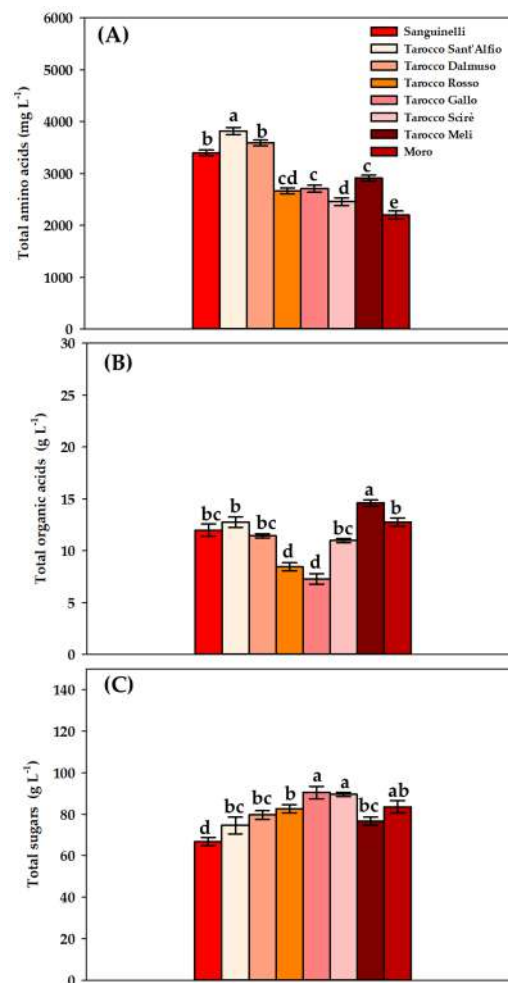 (A)
Total amino acids (mg L⁻¹)
6000
5000
4000
3000
2000
1000
0
Sanguinelli
Tarocco Sant'Alfio
Tarocco Dalmuso
Tarocco Rosso
Tarocco Gallo
Tarocco Scirè
Tarocco Meli
Moro
b a b cd c d c e
(B)
Total organic acids (g L⁻¹)
30
25
20
15
10
5
0
bc b bc d d bc a b
(C)
Total sugars (g L⁻¹)
140
120
100
80
60
40
20
0
d bc bc b a a bc ab